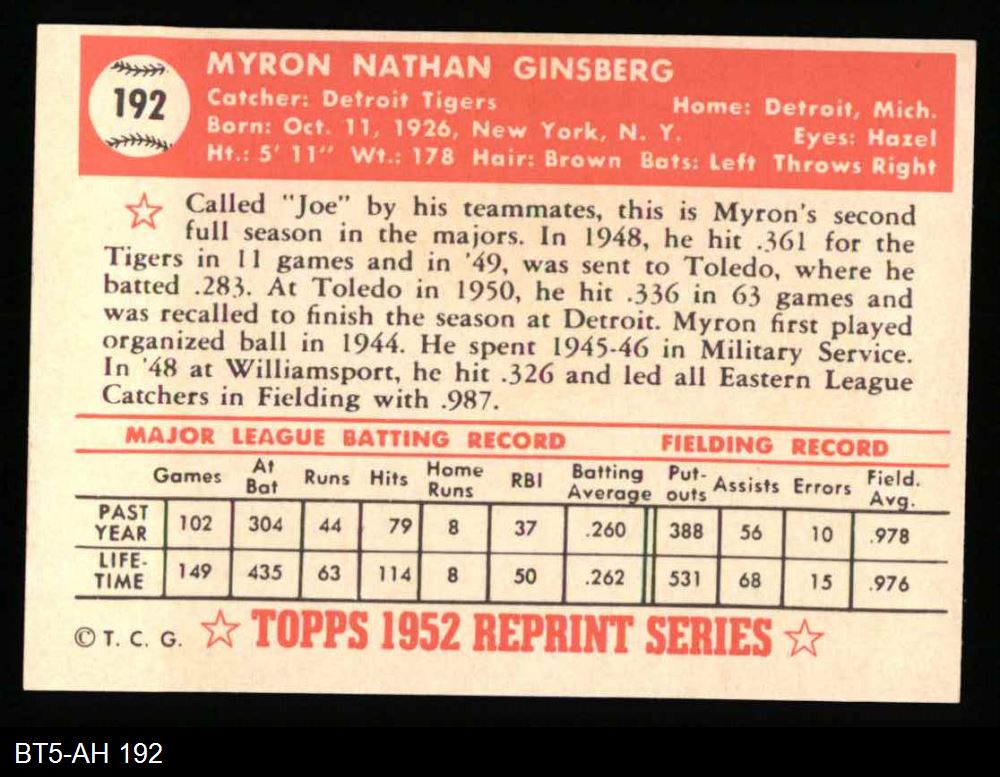 192
MYRON NATHAN GINSBERG
Catcher: Detroit Tigers Home: Detroit, Mich.
Born: Oct. 11, 1926, New York, N. Y. Eyes: Hazel
Ht.: 5' 11" Wt.: 178 Hair: Brown Bats: Left Throws Right
Called "Joe" by his teammates, this is Myron's second
full season in the majors. In 1948, he hit .361 for the
Tigers in 11 games and in '49, was sent to Toledo, where he
batted .283. At Toledo in 1950, he hit .336 in 63 games and
was recalled to finish the season at Detroit. Myron first played
organized ball in 1944. He spent 1945-46 in Military Service.
In '48 at Williamsport, he hit .326 and led all Eastern League
Catchers in Fielding with .987.
MAJOR LEAGUE BATTING RECORD FIELDING RECORD
Games At Bat Runs Hits Home Runs RBI Batting Average Put-outs Assists Errors Field. Avg.
PAST YEAR 102 304 44 79 8 37 .260 388 56 10 .978
LIFE-TIME 149 435 63 114 8 50 .262 531 68 15 .976
© T. C. G. TOPPS 1952 REPRINT SERIES
BT5-AH 192